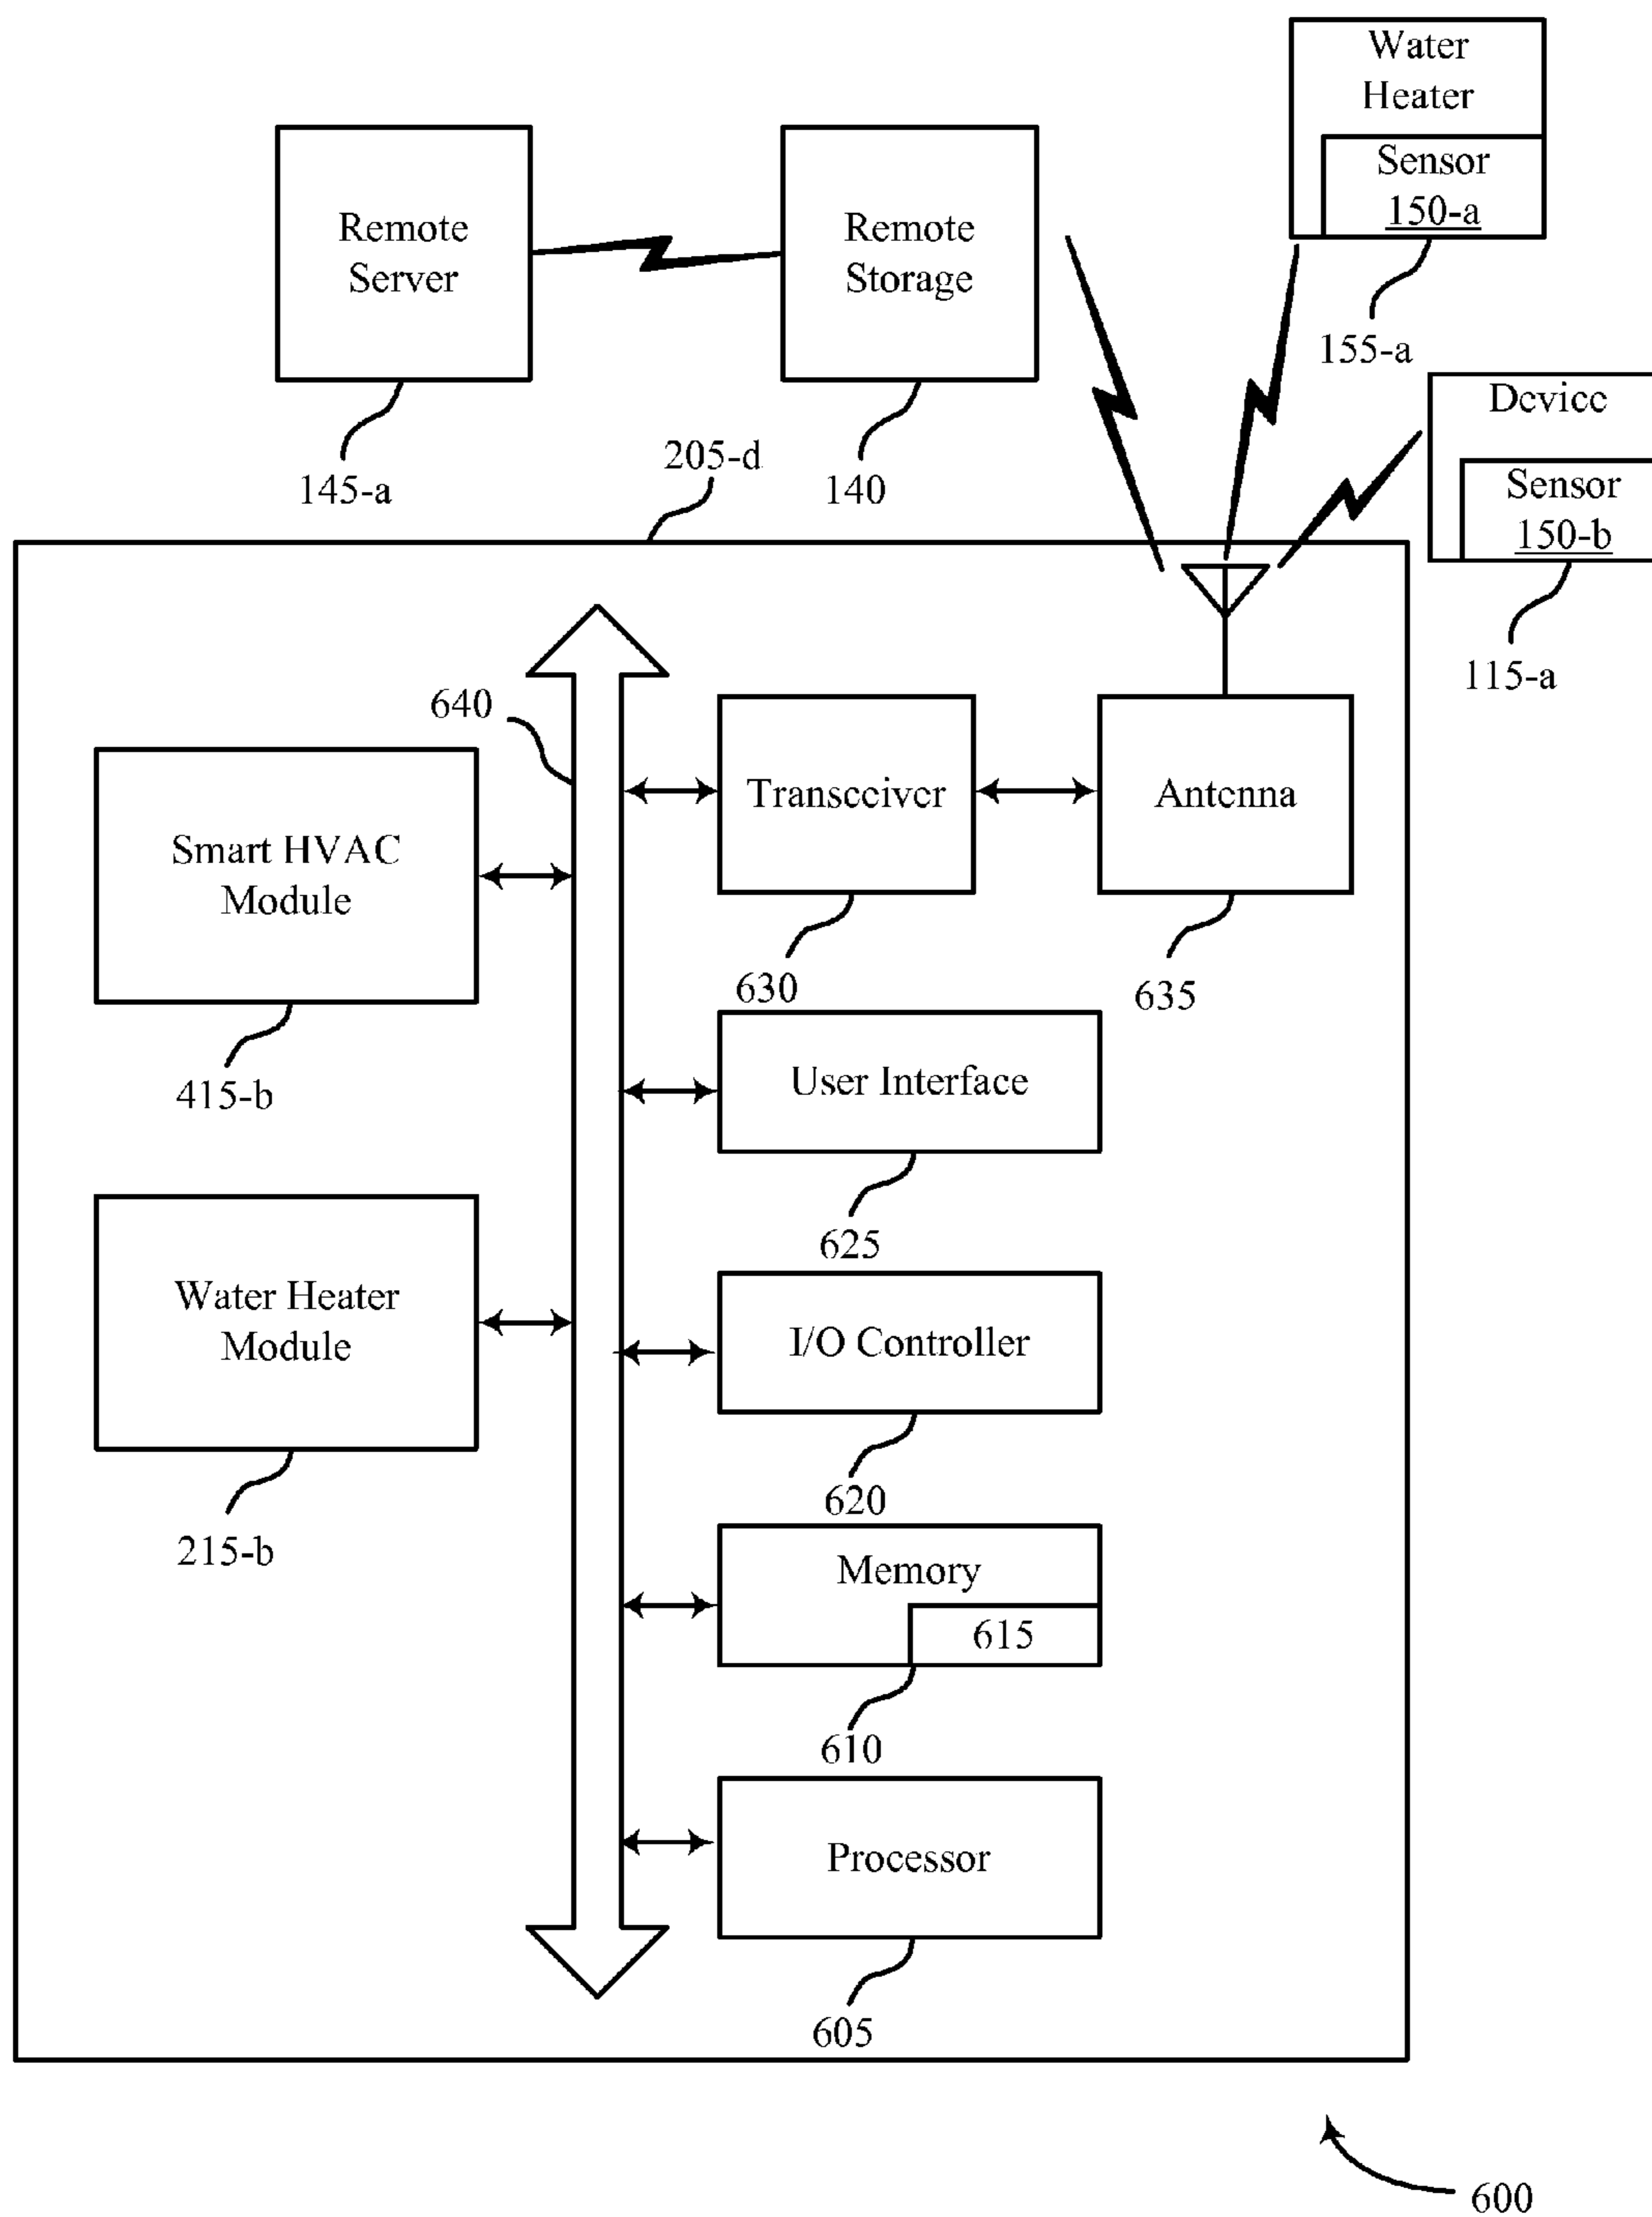 Water
Heater
Sensor
150-a
155-a
Remote
Server
145-a
Remote
Storage
140
Device
Sensor
150-b
115-a
205-d
640
Smart HVAC
Module
415-b
Transceiver
630
Antenna
635
User Interface
625
Water Heater
Module
215-b
I/O Controller
620
Memory
615
610
Processor
605
600